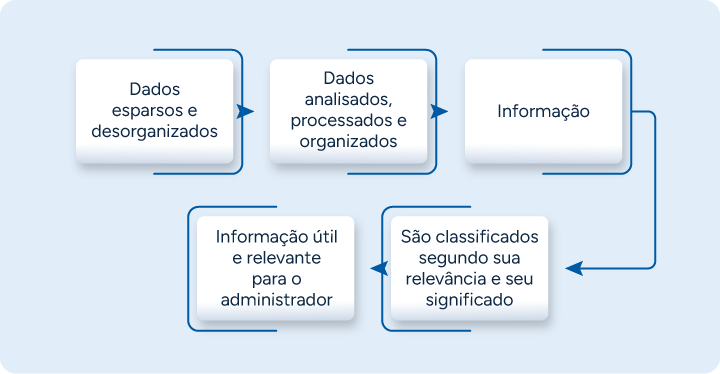 Dados
esparsos e
desorganizados
Dados
analisados,
processados e
organizados
Informação
São classificados
segundo sua
relevância e seu
significado
Informação útil
e relevante
para o
administrador